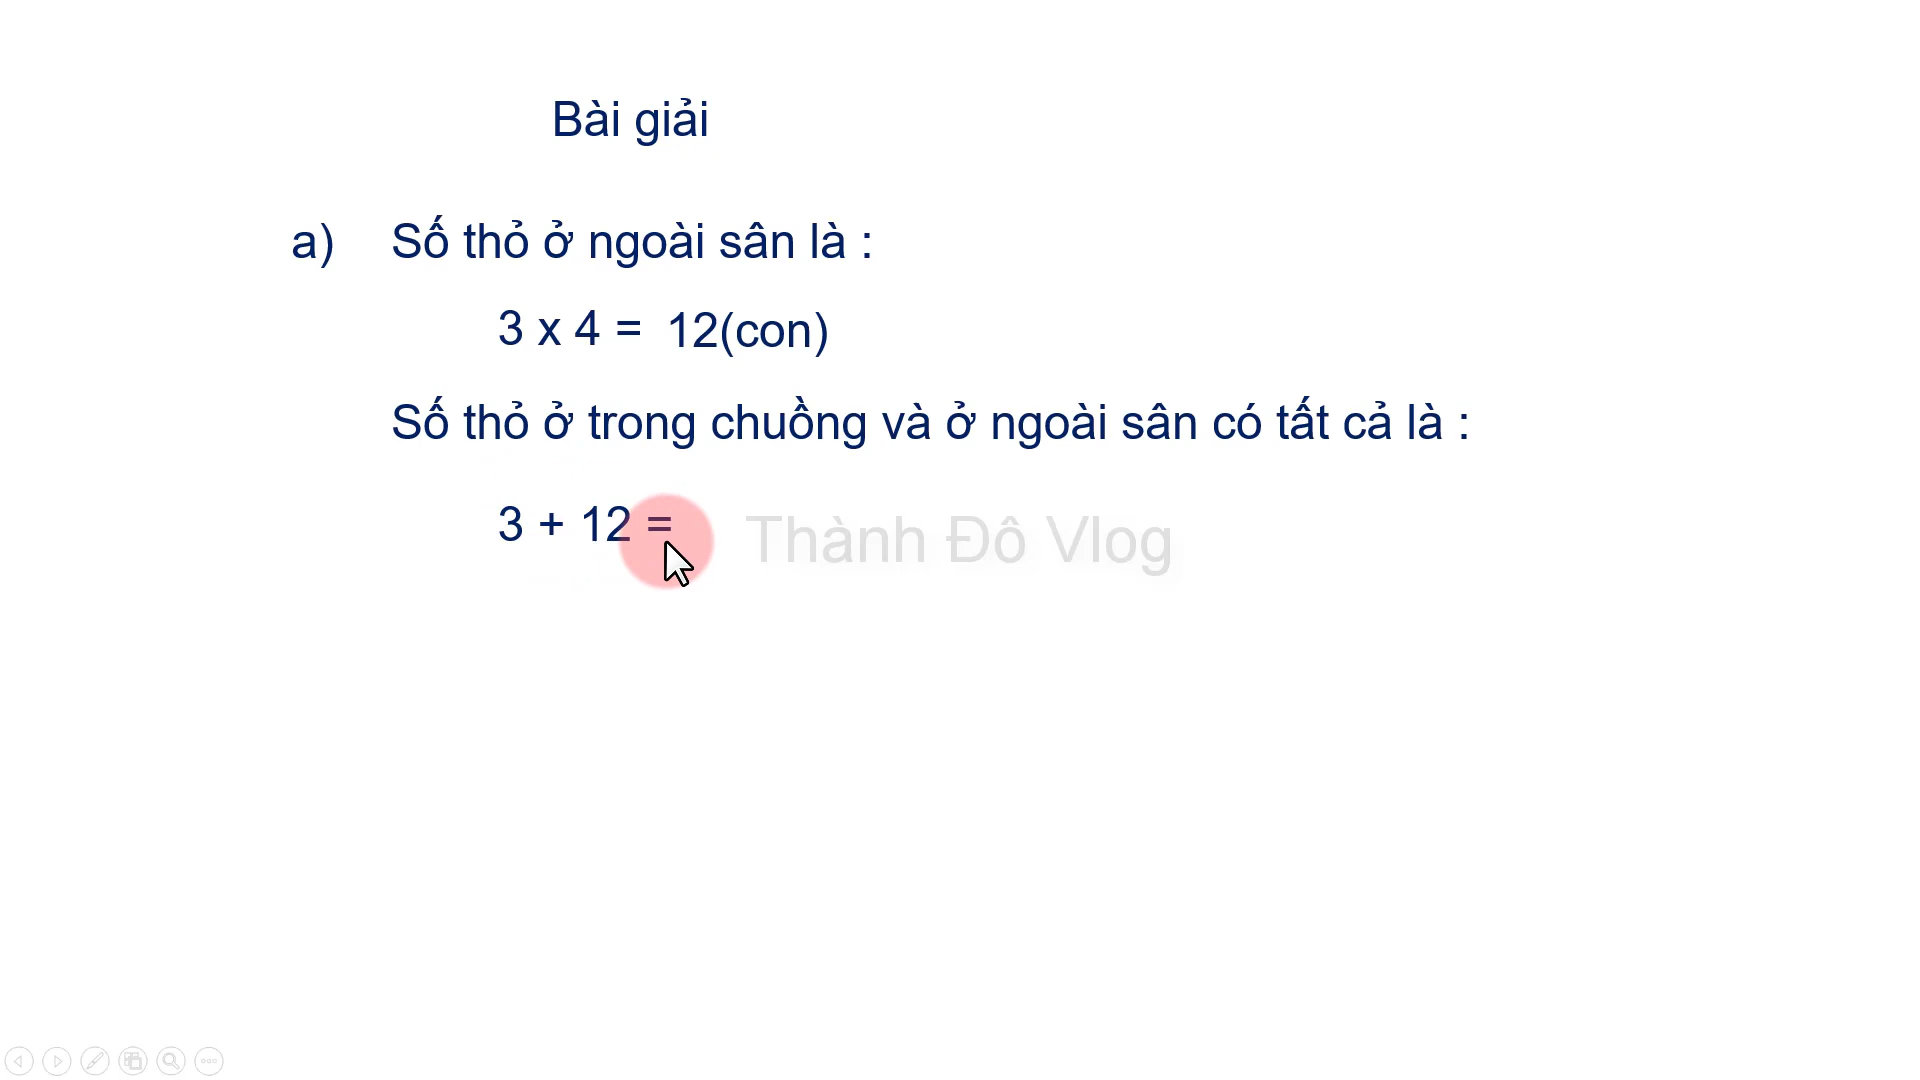 Bài giải
a) Số thỏ ở ngoài sân là :
3 x 4 = 12(con)
Số thỏ ở trong chuồng và ở ngoài sân có tất cả là :
3 + 12 =
Thành Đô Vlog